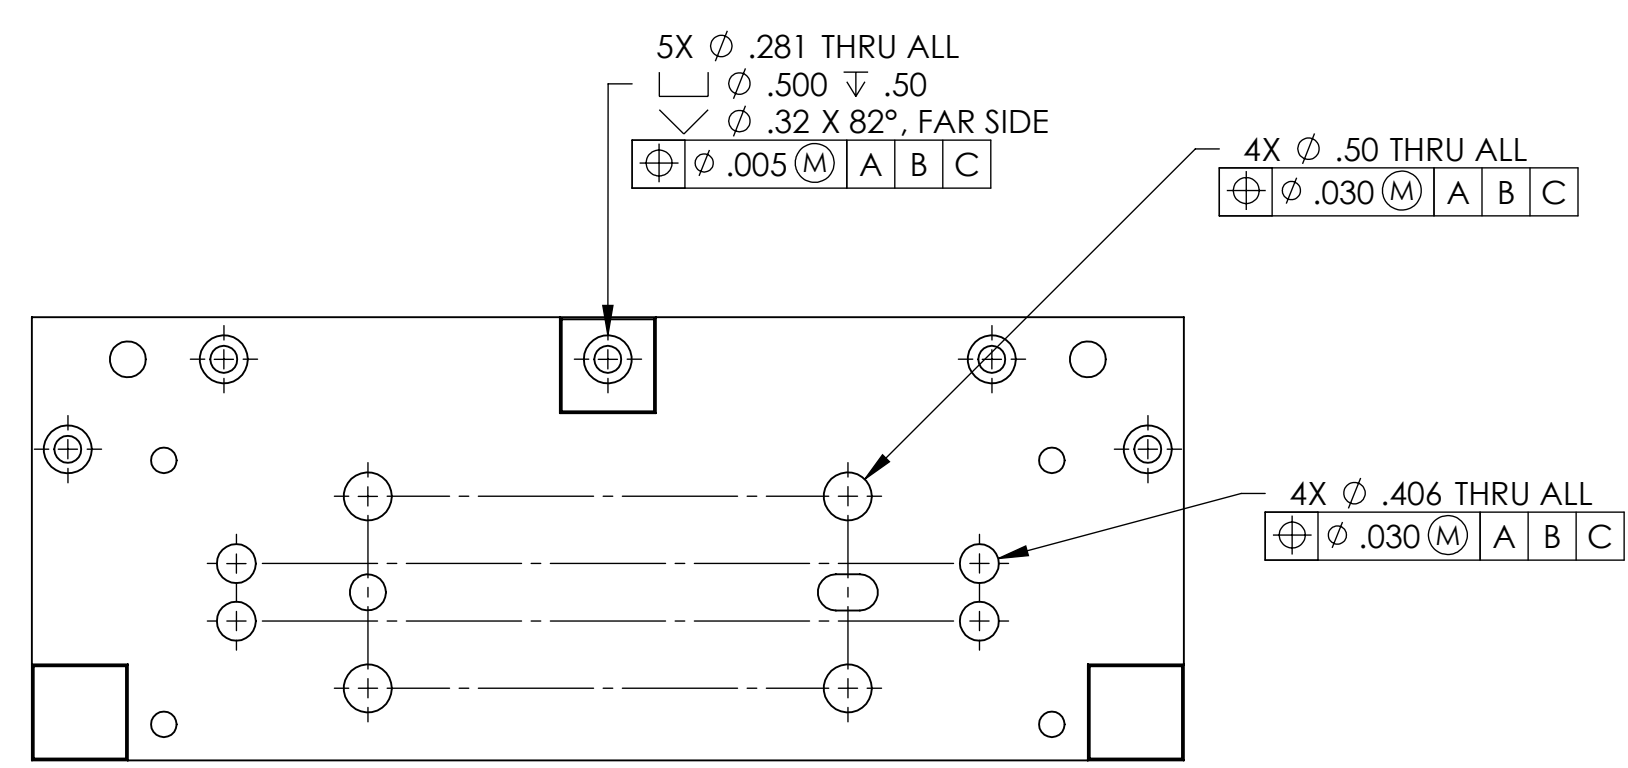 5X ⌀ .281 THRU ALL
⌴ ⌀ .500 ↧ .50
⌵ ⌀ .32 X 82°, FAR SIDE
⌖ ⌀ .005 Ⓜ A B C
4X ⌀ .50 THRU ALL
⌖ ⌀ .030 Ⓜ A B C
4X ⌀ .406 THRU ALL
⌖ ⌀ .030 Ⓜ A B C